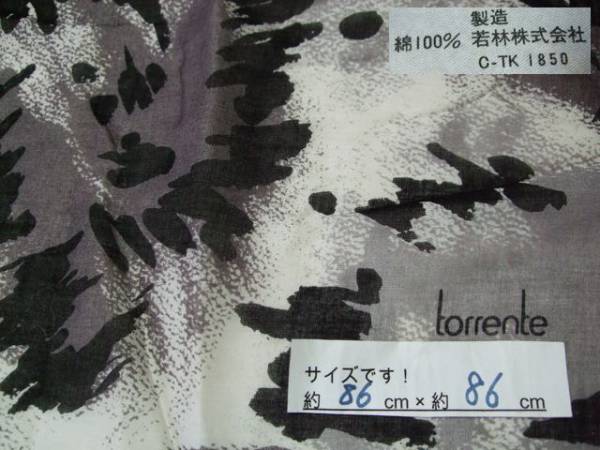 製造
綿100% 若林株式会社
C-TK 1850
torrente
サイズです!
約 86 cm × 約 86 cm